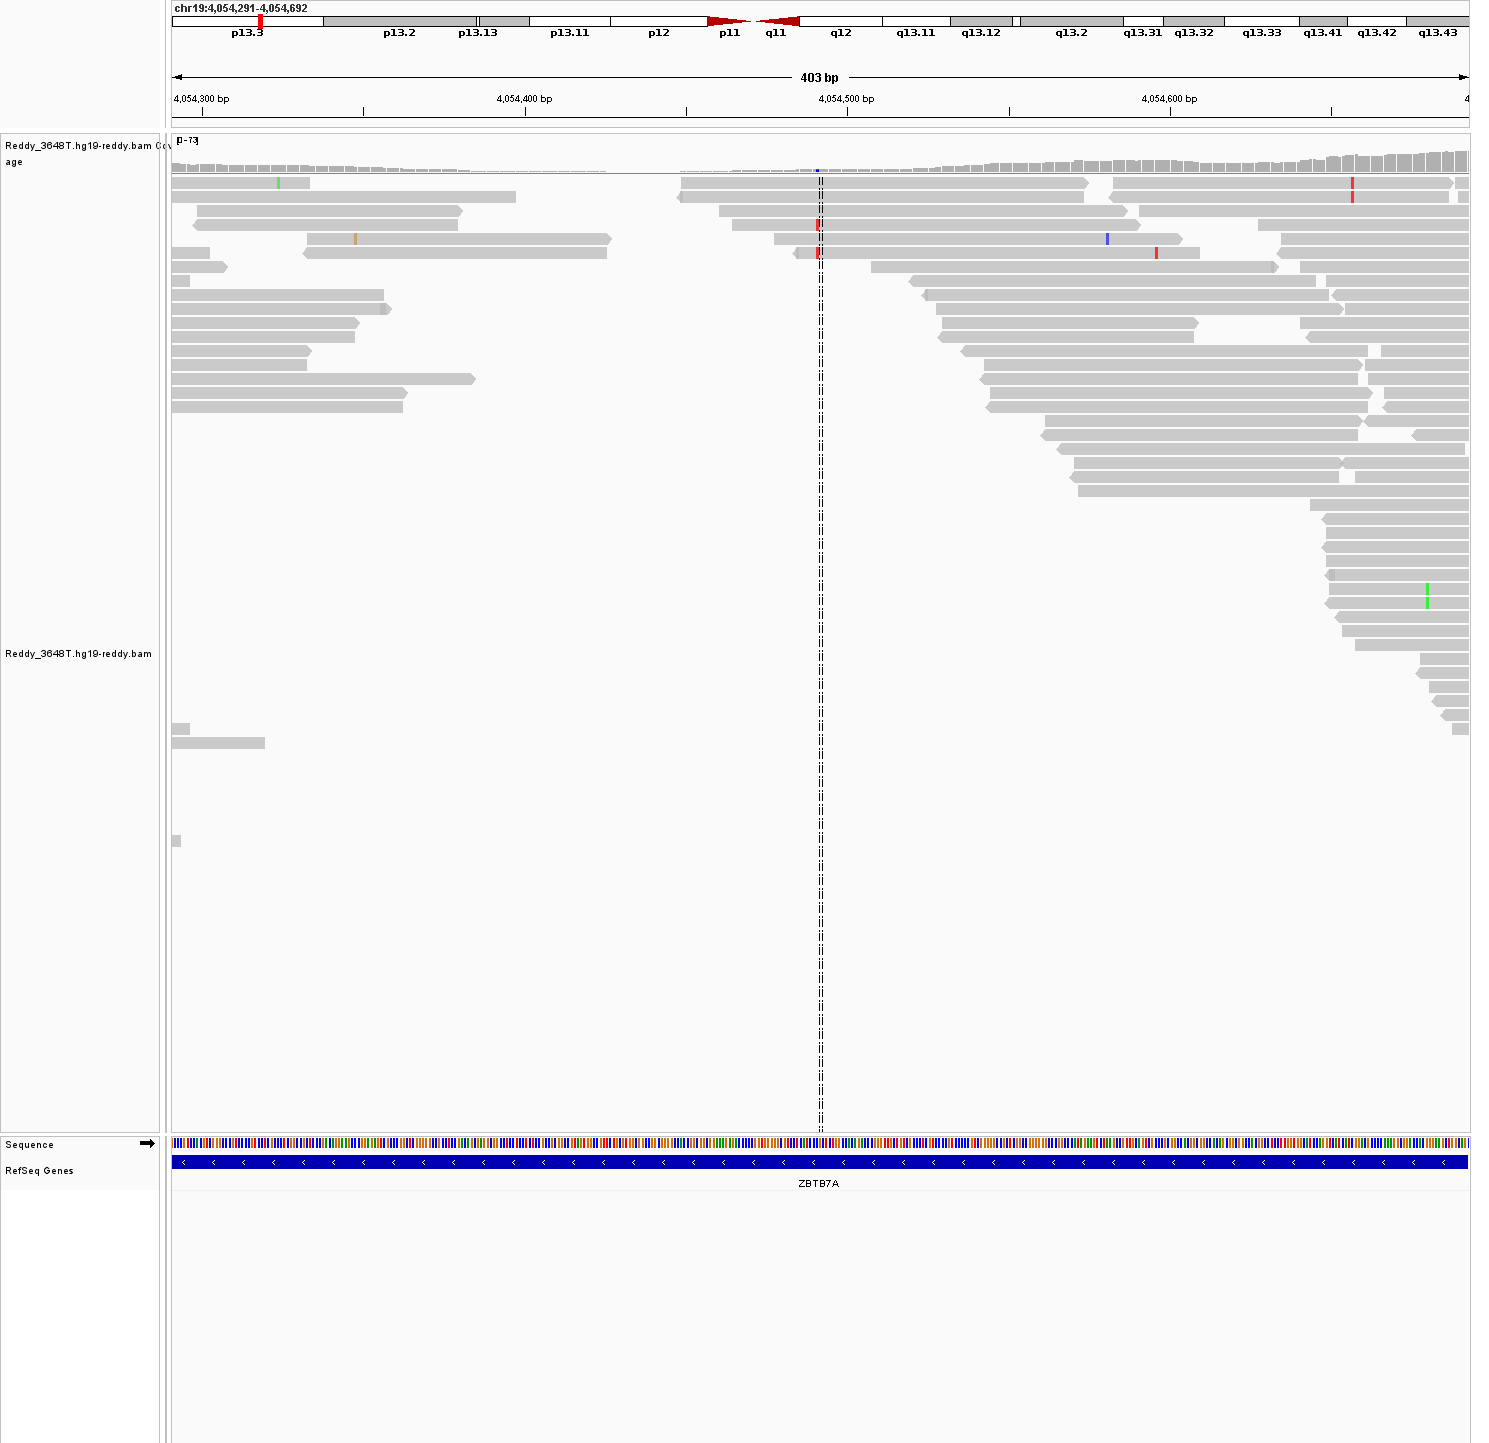 chr19:4,054,291-4,054,692
p13.3 p13.2 p13.13 p13.11 p12 p11 q11 q12 q13.11 q13.12 q13.2 q13.31 q13.32 q13.33 q13.41 q13.42 q13.43
403 bp
4,054,300 bp 4,054,400 bp 4,054,500 bp 4,054,600 bp 4
[0-73]
Reddy_3648T.hg19-reddy.bam Cov
age
Reddy_3648T.hg19-reddy.bam
Sequence
RefSeq Genes
ZBTB7A